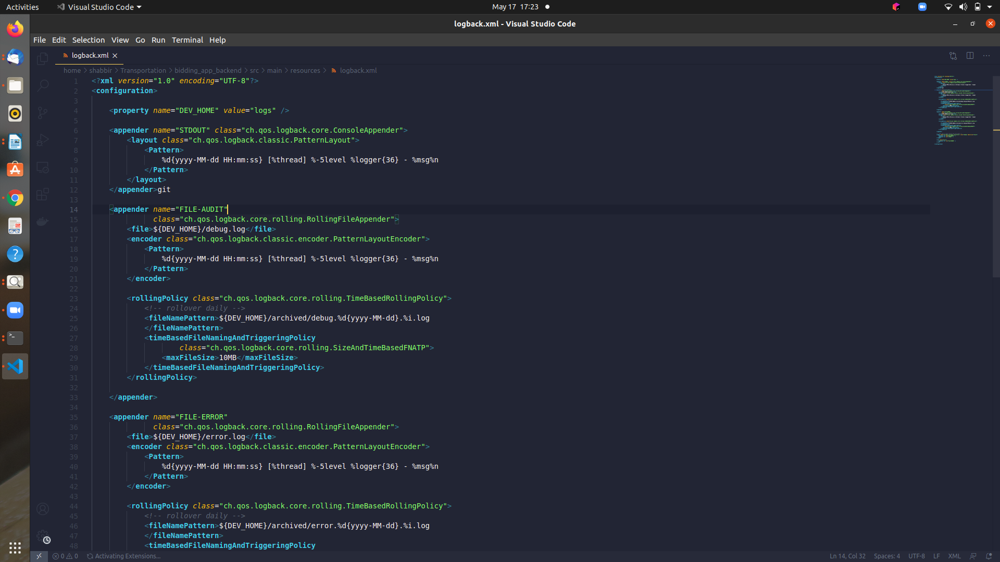 Activities
Visual Studio Code
May 17 17:23
logback.xml - Visual Studio Code
File Edit Selection View Go Run Terminal Help
logback.xml
home > shabbir > Transportation > bidding_app_backend > src > main > resources > logback.xml
1 <?xml version="1.0" encoding="UTF-8"?>
2 <configuration>
3
4 <property name="DEV_HOME" value="logs" />
5
6 <appender name="STDOUT" class="ch.qos.logback.core.ConsoleAppender">
7 <layout class="ch.qos.logback.classic.PatternLayout">
8 <Pattern>
9 %d{yyyy-MM-dd HH:mm:ss} [%thread] %-5level %logger{36} - %msg%n
10 </Pattern>
11 </layout>
12 </appender>git
13
14 <appender name="FILE-AUDIT"
15 class="ch.qos.logback.core.rolling.RollingFileAppender">
16 <file>${DEV_HOME}/debug.log</file>
17 <encoder class="ch.qos.logback.classic.encoder.PatternLayoutEncoder">
18 <Pattern>
19 %d{yyyy-MM-dd HH:mm:ss} [%thread] %-5level %logger{36} - %msg%n
20 </Pattern>
21 </encoder>
22
23 <rollingPolicy class="ch.qos.logback.core.rolling.TimeBasedRollingPolicy">
24 <!-- rollover daily -->
25 <fileNamePattern>${DEV_HOME}/archived/debug.%d{yyyy-MM-dd}.%i.log
26 </fileNamePattern>
27 <timeBasedFileNamingAndTriggeringPolicy
28 class="ch.qos.logback.core.rolling.SizeAndTimeBasedFNATP">
29 <maxFileSize>10MB</maxFileSize>
30 </timeBasedFileNamingAndTriggeringPolicy>
31 </rollingPolicy>
32
33 </appender>
34
35 <appender name="FILE-ERROR"
36 class="ch.qos.logback.core.rolling.RollingFileAppender">
37 <file>${DEV_HOME}/error.log</file>
38 <encoder class="ch.qos.logback.classic.encoder.PatternLayoutEncoder">
39 <Pattern>
40 %d{yyyy-MM-dd HH:mm:ss} [%thread] %-5level %logger{36} - %msg%n
41 </Pattern>
42 </encoder>
43
44 <rollingPolicy class="ch.qos.logback.core.rolling.TimeBasedRollingPolicy">
45 <!-- rollover daily -->
46 <fileNamePattern>${DEV_HOME}/archived/error.%d{yyyy-MM-dd}.%i.log
47 </fileNamePattern>
48 <timeBasedFileNamingAndTriggeringPolicy
0 0 Activating Extensions...
Ln 14, Col 32 Spaces: 4 UTF-8 LF XML